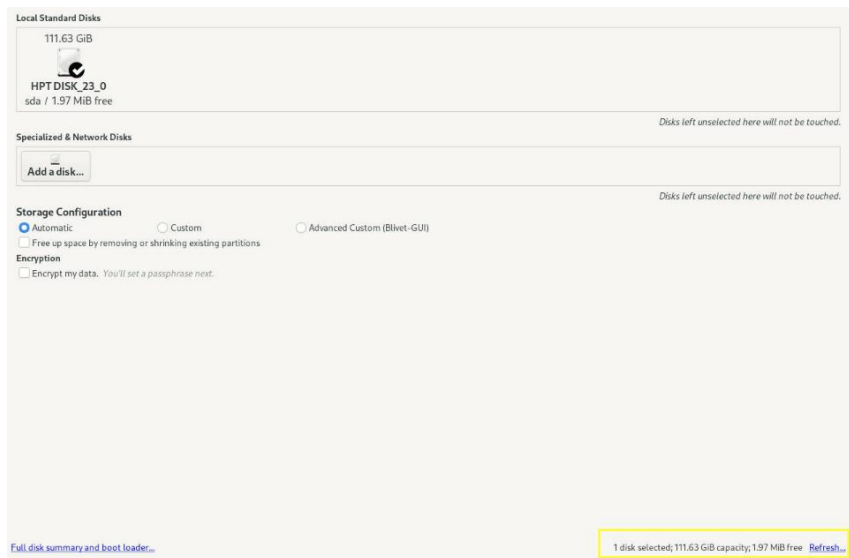 Local Standard Disks
111.63 GiB
HPT DISK_23_0
sda / 1.97 MiB free
Disks left unselected here will not be touched.
Specialized & Network Disks
Add a disk...
Disks left unselected here will not be touched.
Storage Configuration
Automatic Custom Advanced Custom (Blivet-GUI)
Free up space by removing or shrinking existing partitions
Encryption
Encrypt my data. You'll set a passphrase next.
Full disk summary and boot loader... 1 disk selected; 111.63 GiB capacity; 1.97 MiB free Refresh...